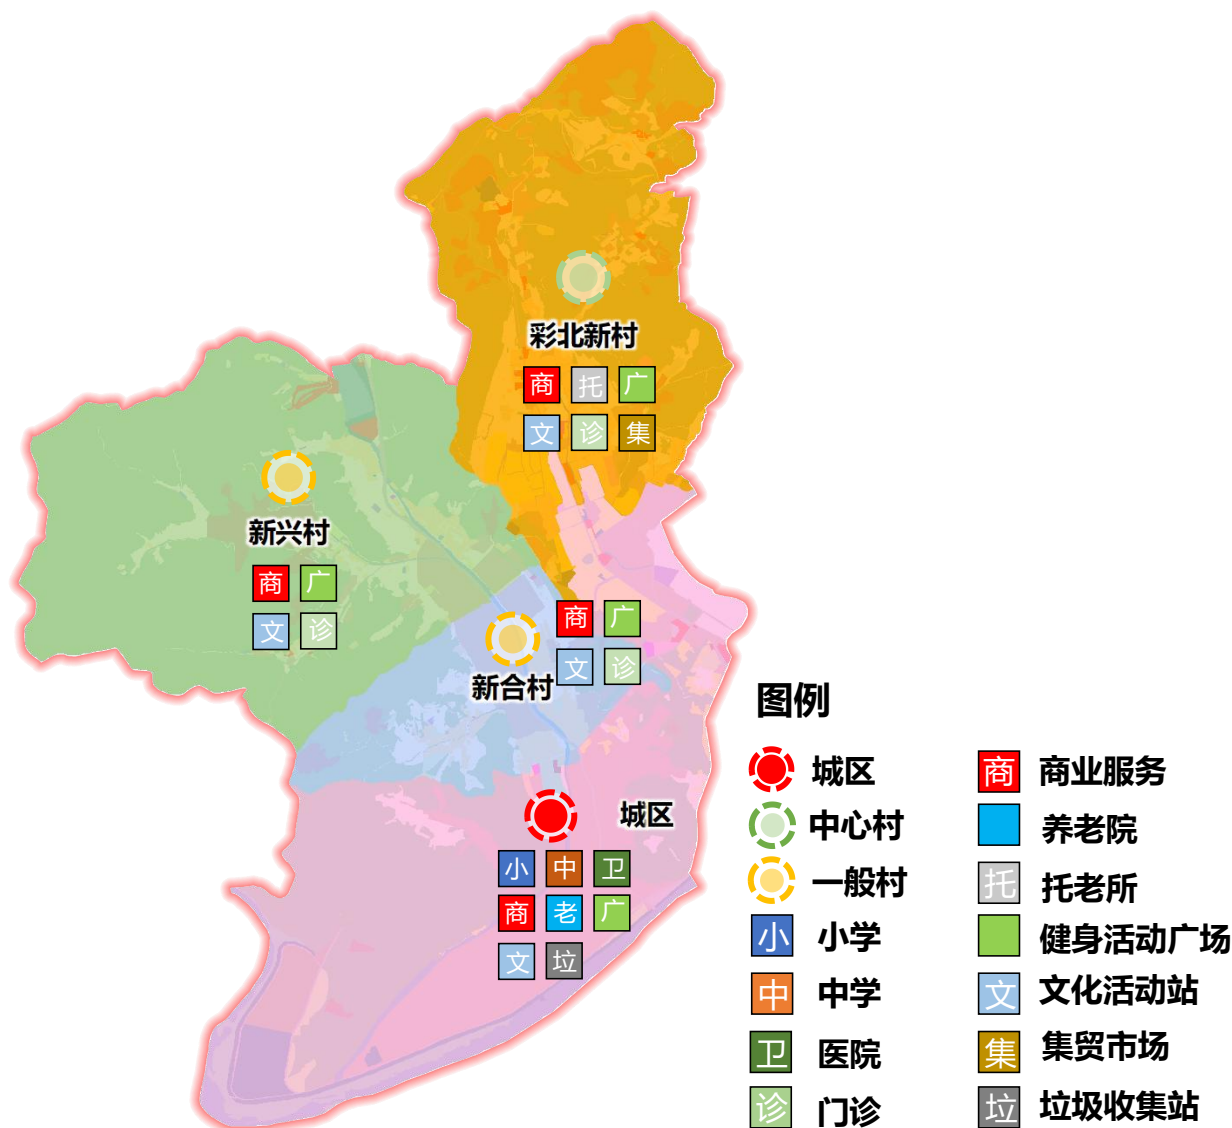 彩北新村
商 托 广
文 诊 集
新兴村
商 广
文 诊
商 广
文 诊
新合村
城区
小 中 卫
商 老 广
文 垃
图例
城区
商 商业服务
中心村
养老院
一般村
托 托老所
小 小学
健身活动广场
中 中学
文 文化活动站
卫 医院
集 集贸市场
诊 门诊
垃 垃圾收集站